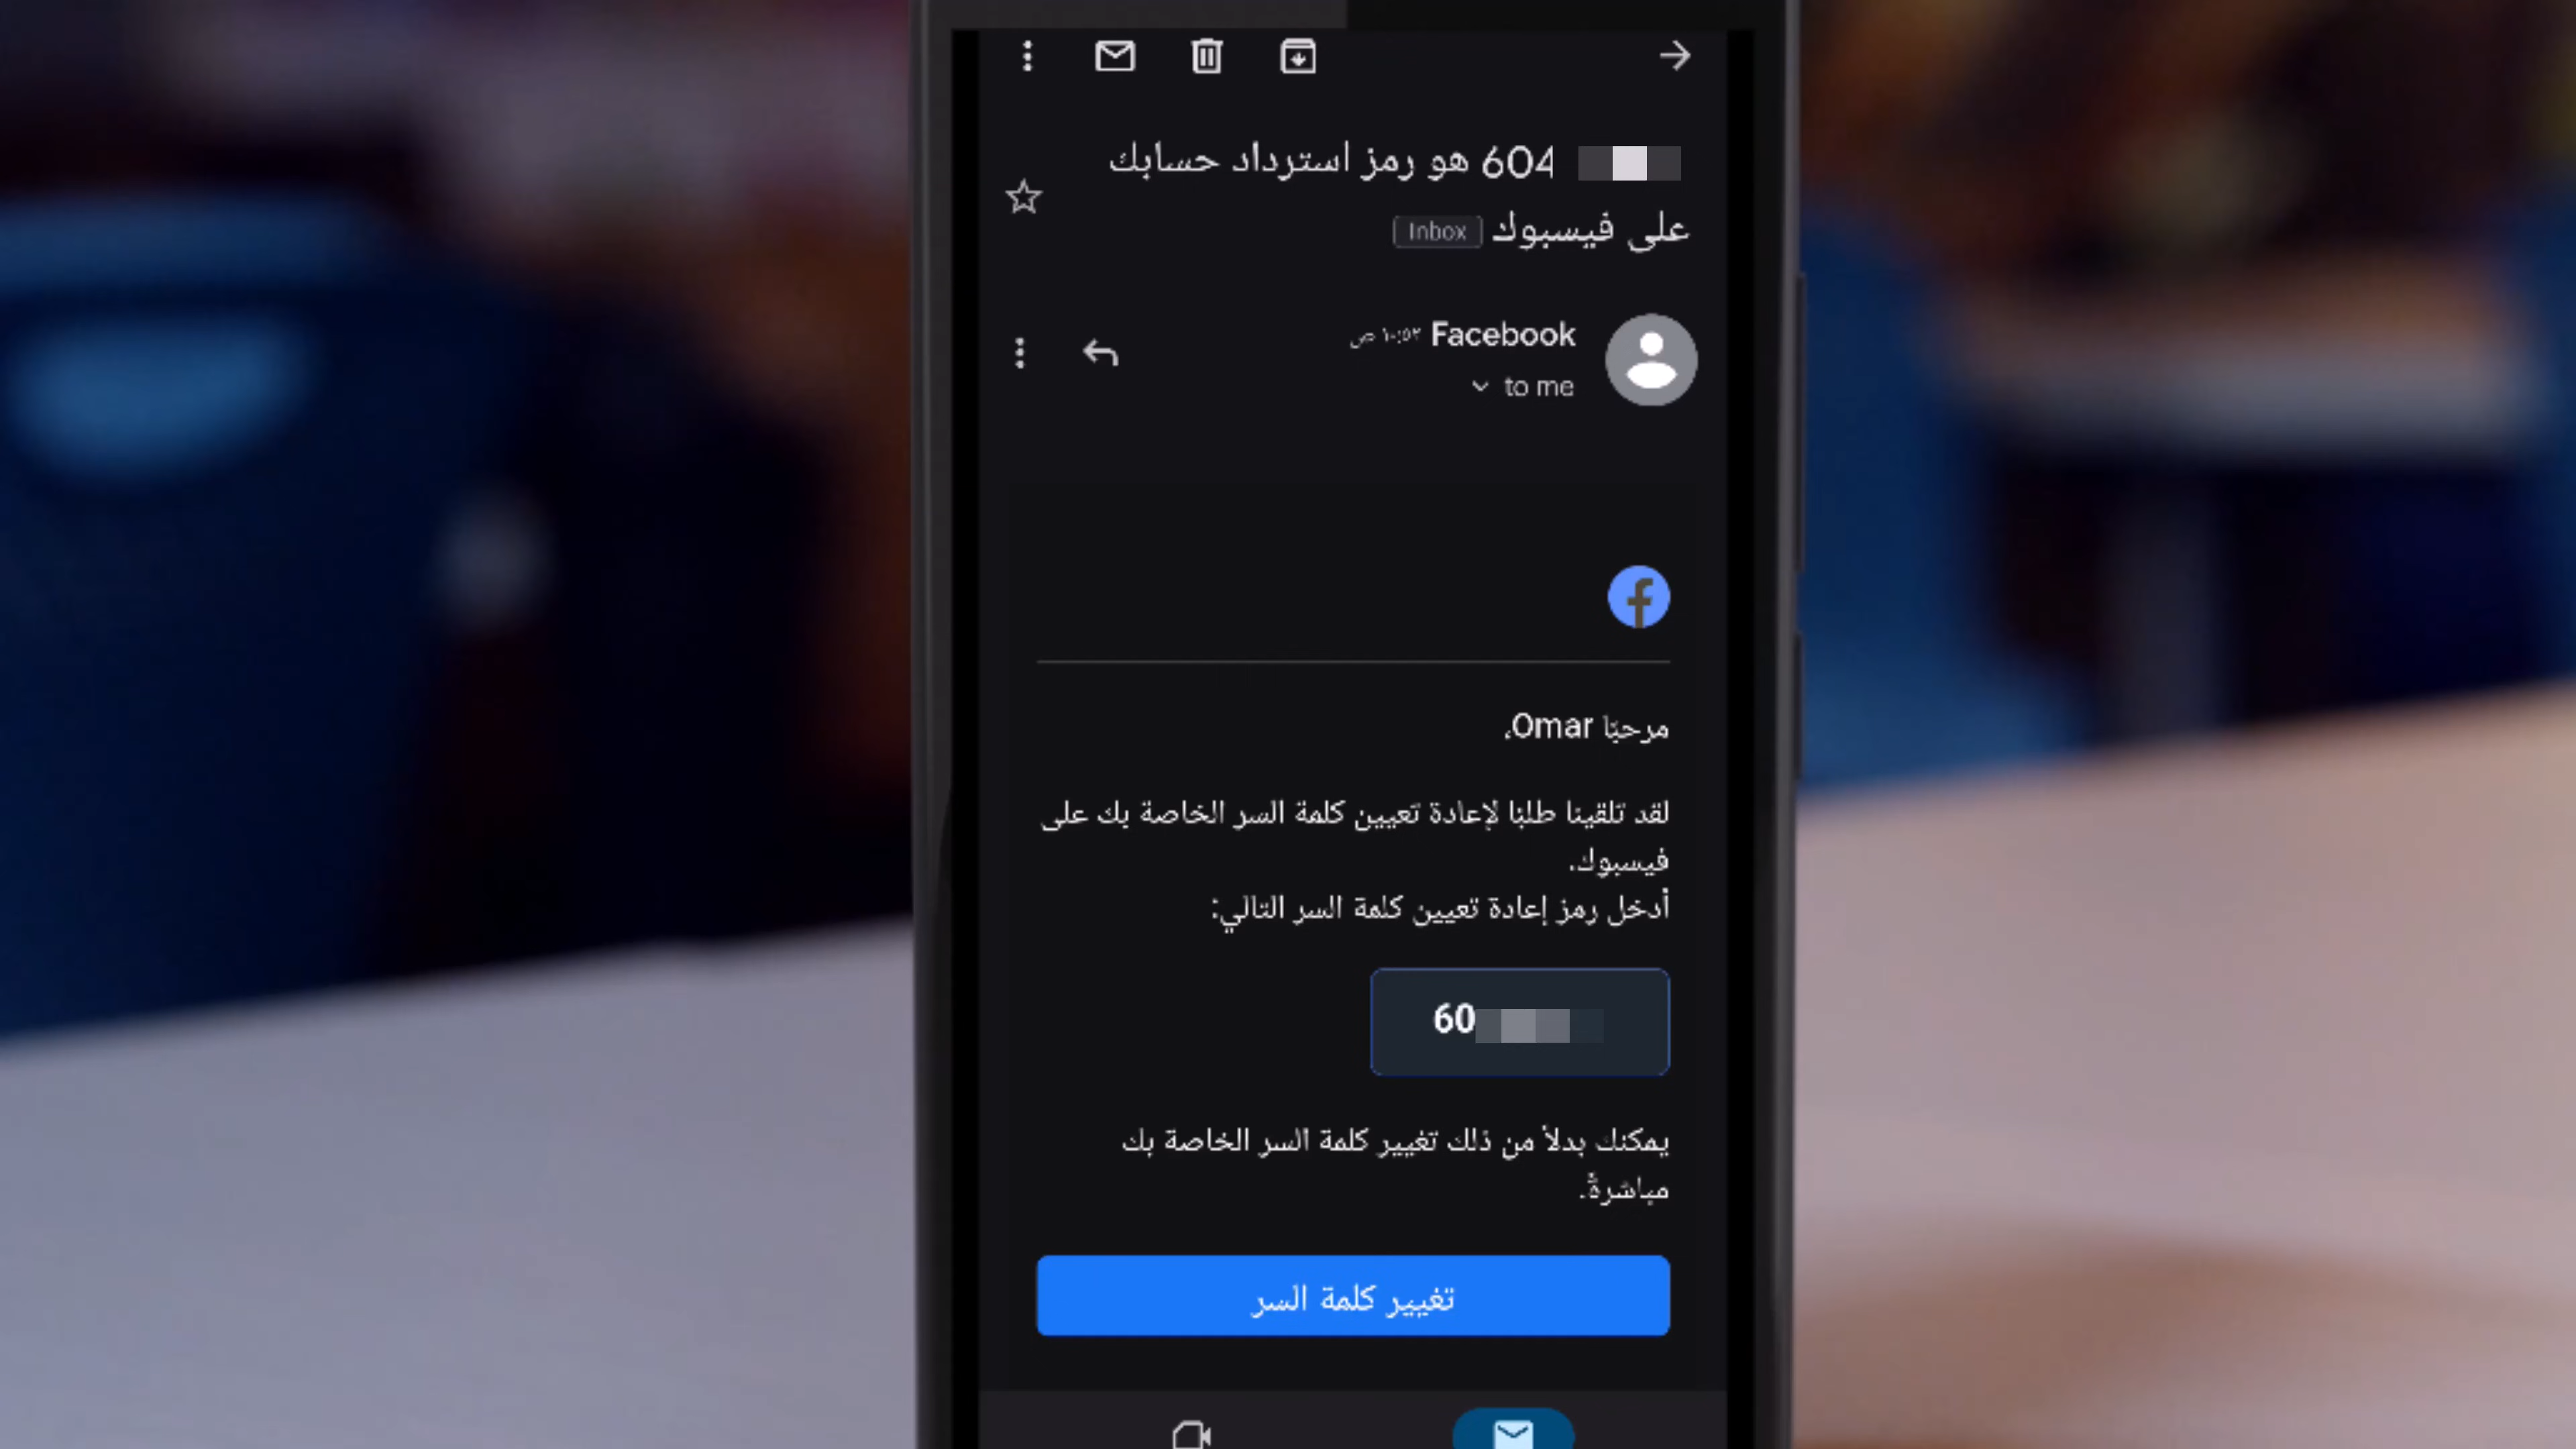 604 هو رمز استرداد حسابك
على فيسبوك Inbox
Facebook ١٠:٥٢ ص
to me
مرحبًا Omar،
لقد تلقينا طلبًا لإعادة تعيين كلمة السر الخاصة بك على
فيسبوك.
أدخل رمز إعادة تعيين كلمة السر التالي:
60
يمكنك بدلاً من ذلك تغيير كلمة السر الخاصة بك
مباشرةً.
تغيير كلمة السر